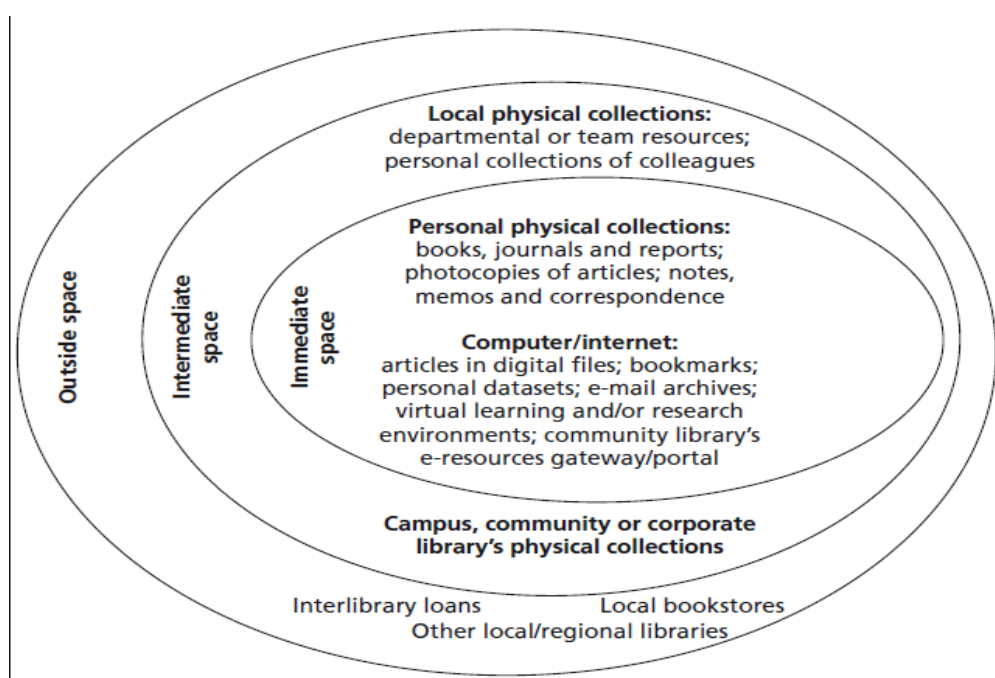 Local physical collections:
departmental or team resources;
personal collections of colleagues
Personal physical collections:
books, journals and reports;
photocopies of articles; notes,
memos and correspondence
Outside space
Intermediate
space
Immediate
space
Computer/internet:
articles in digital files; bookmarks;
personal datasets; e-mail archives;
virtual learning and/or research
environments; community library's
e-resources gateway/portal
Campus, community or corporate
library's physical collections
Interlibrary loans
Local bookstores
Other local/regional libraries